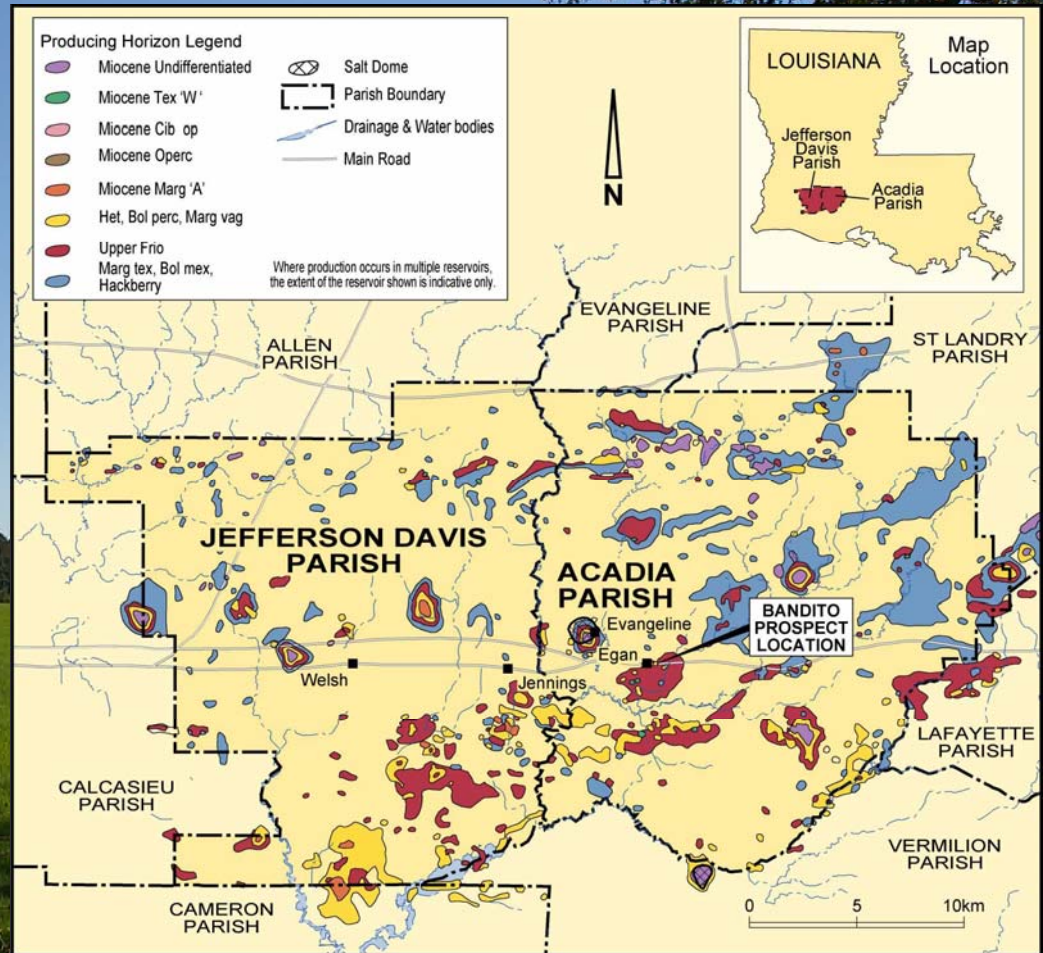 Producing Horizon Legend
Miocene Undifferentiated
Miocene Tex 'W '
Miocene Cib op
Miocene Operc
Miocene Marg 'A'
Het, Bol perc, Marg vag
Upper Frio
Marg tex, Bol mex,
Hackberry
Salt Dome
Parish Boundary
Drainage & Water bodies
Main Road
Where production occurs in multiple reservoirs,
the extent of the reservoir shown is indicative only.
N
LOUISIANA
Map
Location
Jefferson
Davis
Parish
Acadia
Parish
EVANGELINE
PARISH
ALLEN
PARISH
ST LANDRY
PARISH
JEFFERSON DAVIS
PARISH
ACADIA
PARISH
BANDITO
PROSPECT
LOCATION
Evangeline
Egan
Welsh
Jennings
LAFAYETTE
PARISH
CALCASIEU
PARISH
VERMILION
PARISH
CAMERON
PARISH
0 5 10km